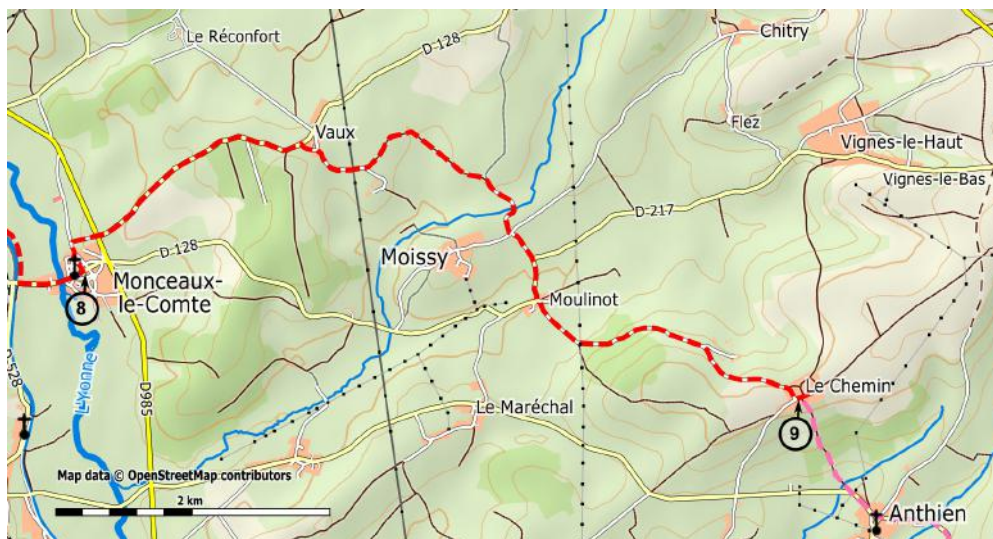 Le Réconfort
D 128
Chitry
Vaux
Flez
Vignes-le-Haut
Vignes-le-Bas
D 217
D 128
Moissy
Monceaux-
le-Comte
8
Moulinot
L'Yonne
D985
D 528
Le Chemin
Le Maréchal
9
Map data © OpenStreetMap contributors
2 km
Anthien